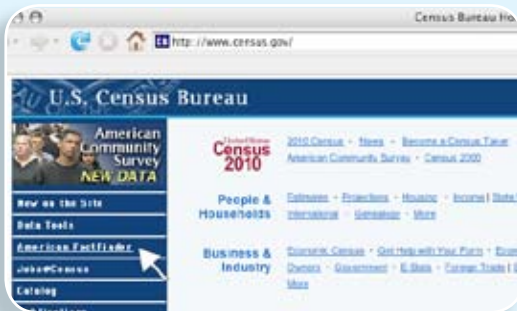 Census Bureau Ho
http://www.census.gov/
U.S. Census Bureau
American
Community
Survey
NEW DATA
New on the Site
Data Tools
American FactFinder
Jobs@Census
Catalog
Census
2010
2010 Census · News · Become a Census Taker
American Community Survey · Census 2000
People &
Households
Estimates · Projections · Housing · Income | State
International · Genealogy · More
Business &
Industry
Economic Census · Get Help with Your Form · Econ
Owners · Government · E-Stats · Foreign Trade |
More